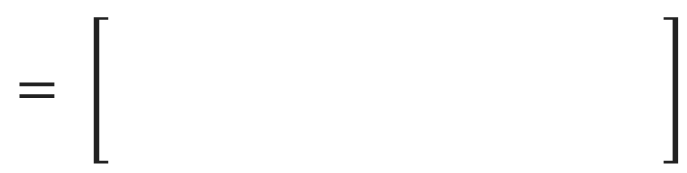 = [ ]